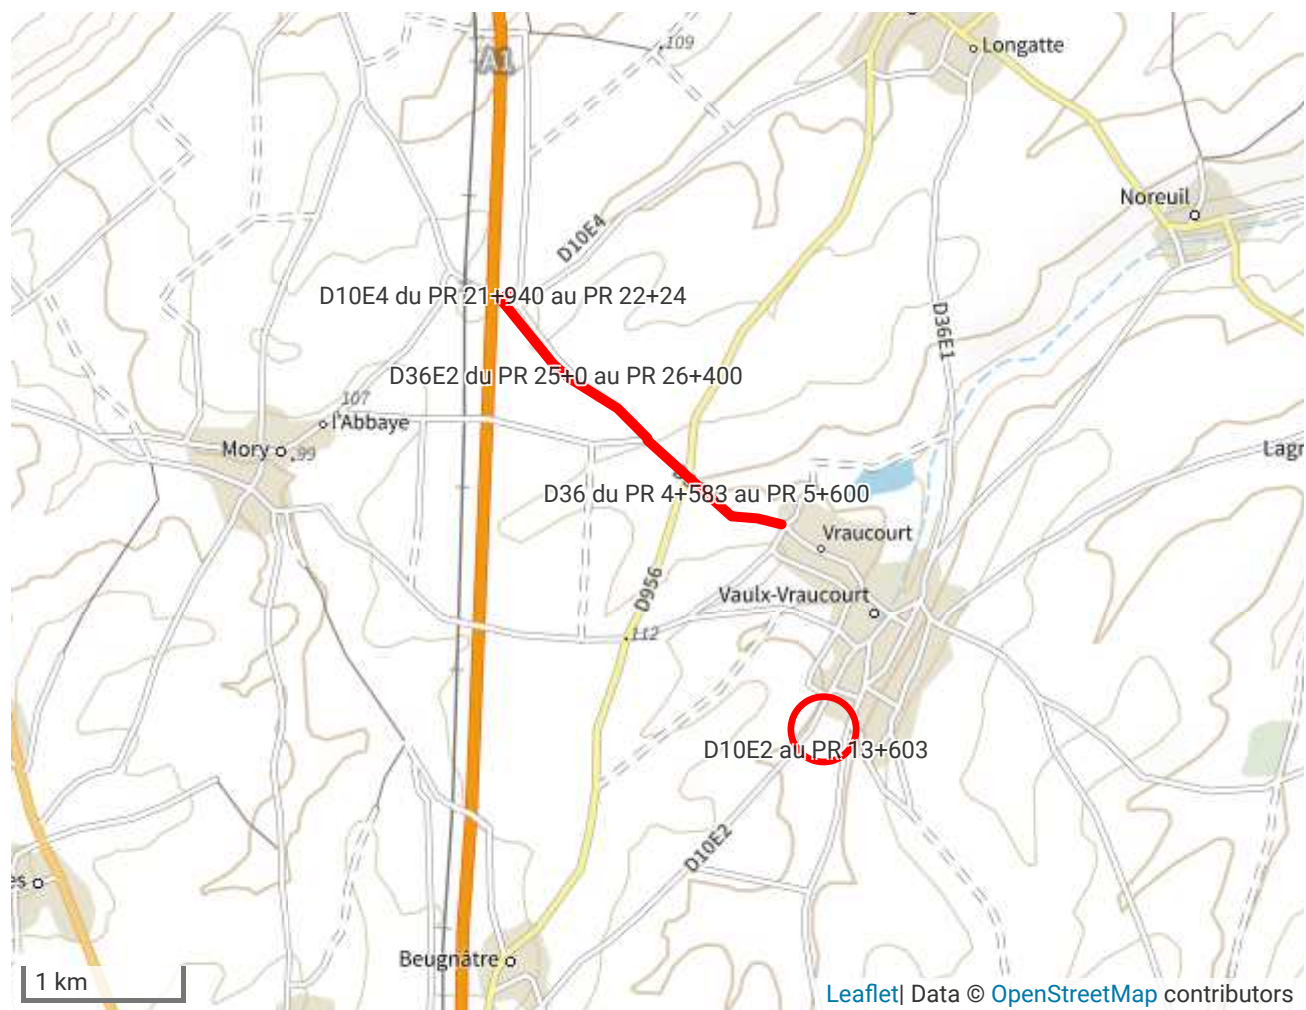 A1
109
Longatte
Noreuil
D10E4
D10E4 du PR 21+940 au PR 22+24
D36E1
D36E2 du PR 25+0 au PR 26+400
107
l'Abbaye
Mory
99
Lagr
D36 du PR 4+583 au PR 5+600
Vraucourt
D956
Vaulx-Vraucourt
112
D10E2 au PR 13+603
D10E2
es
Beugnâtre
1 km
Leaflet | Data © OpenStreetMap contributors